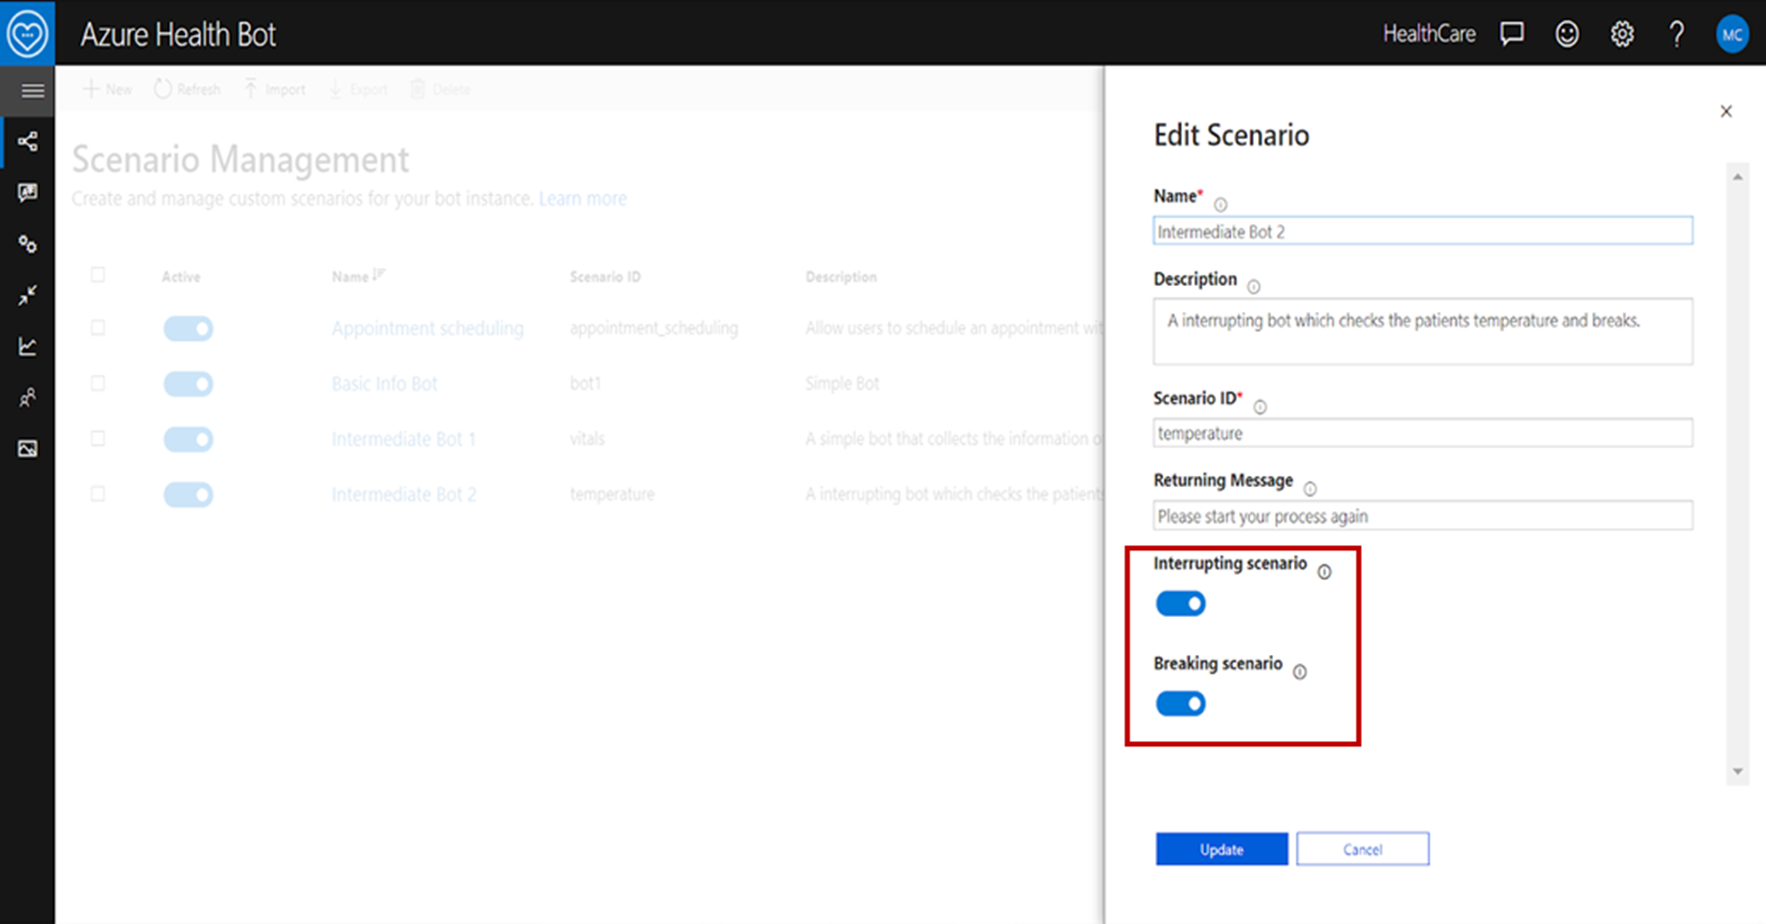 Azure Health Bot
HealthCare
MC
New Refresh Import Export Delete
Scenario Management
Create and manage custom scenarios for your bot instance. Learn more
Active Name Scenario ID Description
Appointment scheduling appointment_scheduling Allow users to schedule an appointment wit
Basic Info Bot bot1 Simple Bot
Intermediate Bot 1 vitals A simple bot that collects the information o
Intermediate Bot 2 temperature A interrupting bot which checks the patients
Edit Scenario
Name*
Intermediate Bot 2
Description
A interrupting bot which checks the patients temperature and breaks.
Scenario ID*
temperature
Returning Message
Please start your process again
Interrupting scenario
Breaking scenario
Update Cancel